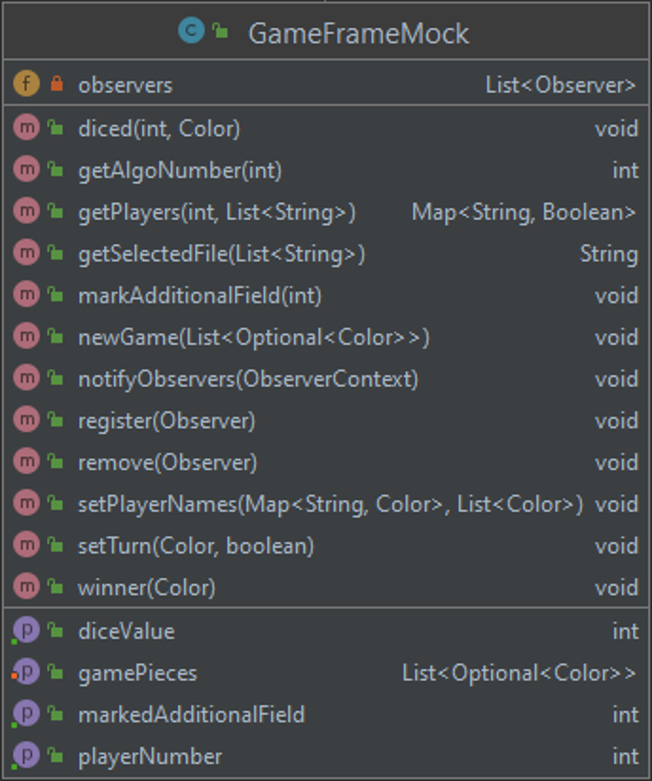 C GameFrameMock
f observers List<Observer>
m diced(int, Color) void
m getAlgoNumber(int) int
m getPlayers(int, List<String>) Map<String, Boolean>
m getSelectedFile(List<String>) String
m markAdditionalField(int) void
m newGame(List<Optional<Color>>) void
m notifyObservers(ObserverContext) void
m register(Observer) void
m remove(Observer) void
m setPlayerNames(Map<String, Color>, List<Color>) void
m setTurn(Color, boolean) void
m winner(Color) void
p diceValue int
p gamePieces List<Optional<Color>>
p markedAdditionalField int
p playerNumber int